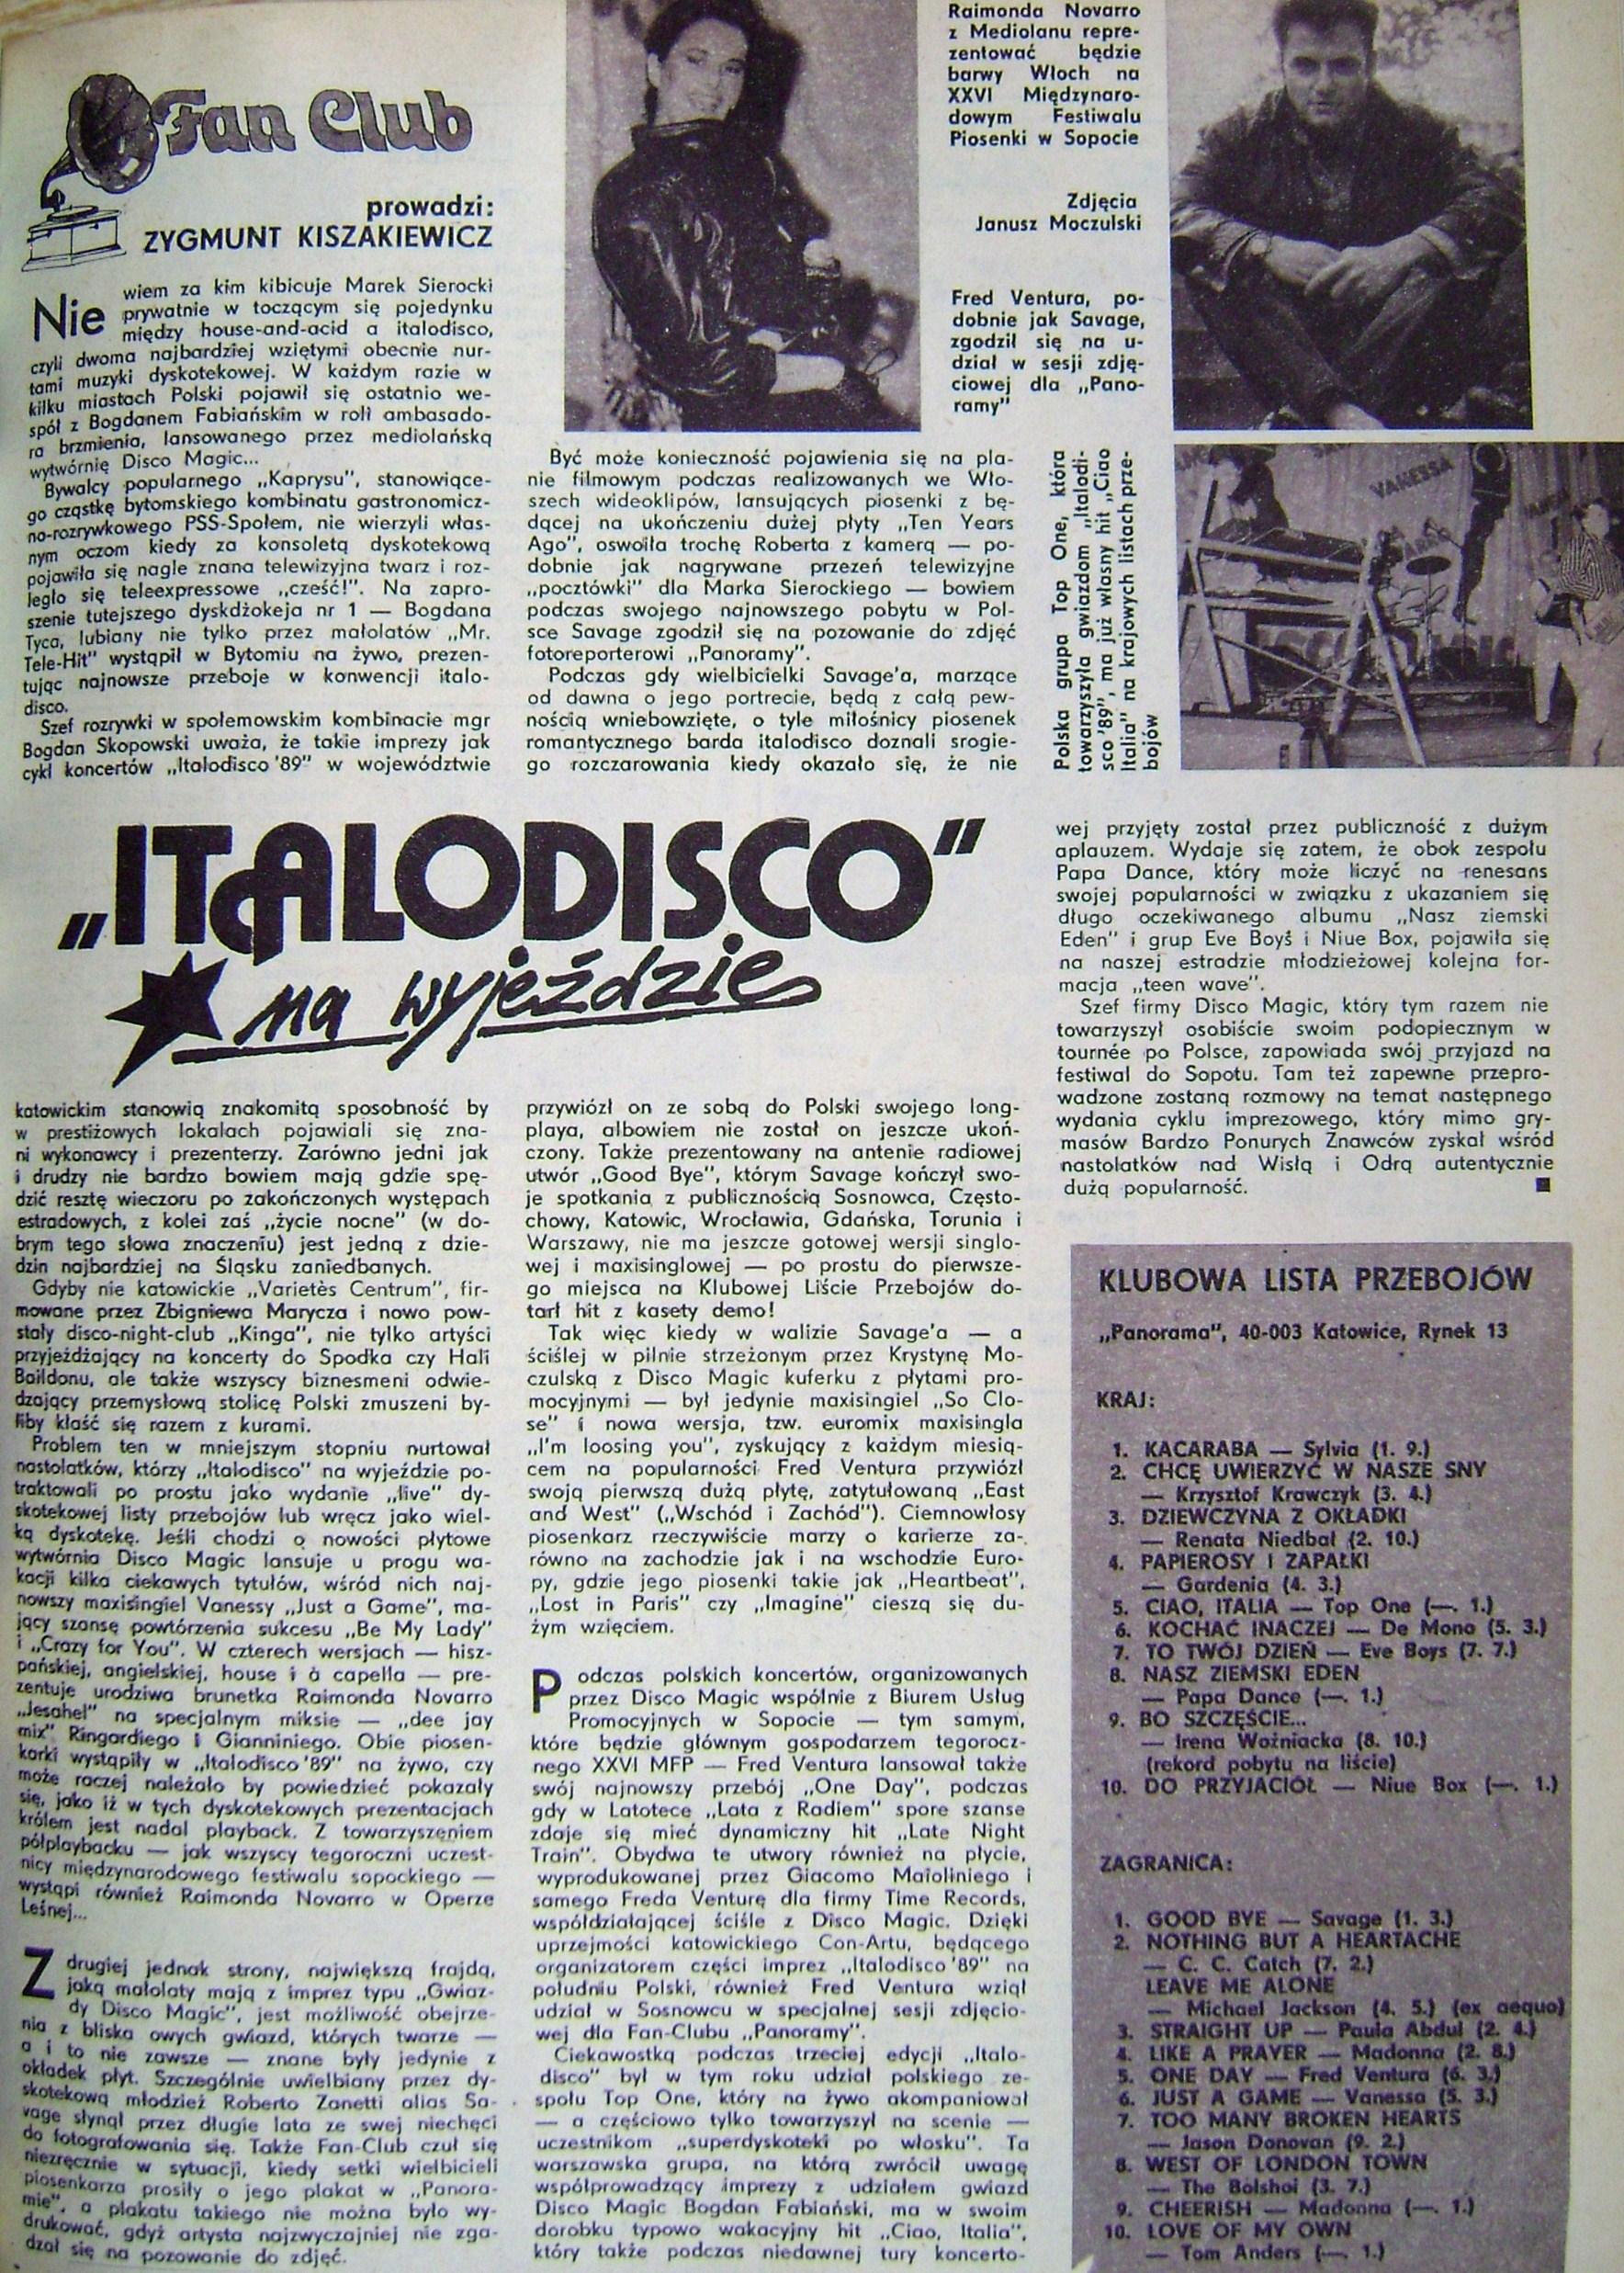 Fan Club
prowadzi:
ZYGMUNT KISZAKIEWICZ
Nie wiem za kim kibicuje Marek Sierocki
prywatnie w toczącym się pojedynku
między house-and-acid a italodisco,
czyli dwoma najbardziej wziętymi obecnie nur-
tami muzyki dyskotekowej. W każdym razie w
kilku miastach Polski pojawił się ostatnio we-
spół z Bogdanem Fabiańskim w roli ambasado-
ra brzmienia, lansowanego przez mediolańską
wytwórnię Disco Magic...
Bywalcy popularnego „Kaprysu", stanowiące-
go cząstkę bytomskiego kombinatu gastronomicz-
no-rozrywkowego PSS-Społem, nie wierzyli włas-
nym oczom kiedy za konsoletą dyskotekową
pojawiła się nagle znana telewizyjna twarz i roz-
legło się teleexpressowe „cześć!". Na zapro-
szenie tutejszego dyskdżokeja nr 1 — Bogdana
Tyca, lubiany nie tylko przez małolatów „Mr.
Tele-Hit" wystąpił w Bytomiu na żywo, prezen-
tując najnowsze przeboje w konwencji italo-
disco.
Szef rozrywki w społemowskim kombinacie mgr
Bogdan Skopowski uważa, że takie imprezy jak
cykl koncertów „Italodisco '89" w województwie
Raimonda Novarro
z Mediolanu repre-
zentować będzie
barwy Włoch na
XXVI Międzynaro-
dowym Festiwalu
Piosenki w Sopocie
Zdjęcia
Janusz Moczulski
Fred Ventura, po-
dobnie jak Savage,
zgodził się na u-
dział w sesji zdję-
ciowej dla „Pano-
ramy"
Być może konieczność pojawienia się na pla-
nie filmowym podczas realizowanych we Wło-
szech wideoklipów, lansujących piosenki z bę-
dącej na ukończeniu dużej płyty „Ten Years
Ago", oswoiła trochę Roberta z kamerą — po-
dobnie jak nagrywane przezeń telewizyjne
„pocztówki" dla Marka Sierockiego — bowiem
podczas swojego najnowszego pobytu w Pol-
sce Savage zgodził się na pozowanie do zdjęć
fotoreporterowi „Panoramy".
Podczas gdy wielbicielki Savage'a, marzące
od dawna o jego portrecie, będą z całą pew-
nością wniebowzięte, o tyle miłośnicy piosenek
romantycznego barda italodisco doznali srogie-
go rozczarowania kiedy okazało się, że nie
Polska grupa Top One, która
towarzyszyła gwiazdom „Italodi-
sco '89", ma już własny hit „Ciao
Italia" na krajowych listach prze-
bojów
VANESSA
„ITALODISCO"
na wyjeździe
katowickim stanowią znakomitą sposobność by
w prestiżowych lokalach pojawiali się zna-
ni wykonawcy i prezenterzy. Zarówno jedni jak
i drudzy nie bardzo bowiem mają gdzie spę-
dzić resztę wieczoru po zakończonych występach
estradowych, z kolei zaś „życie nocne" (w do-
brym tego słowa znaczeniu) jest jedną z dzie-
dzin najbardziej na Śląsku zaniedbanych.
Gdyby nie katowickie „Varietès Centrum", fir-
mowane przez Zbigniewa Marycza i nowo pow-
stały disco-night-club „Kinga", nie tylko artyści
przyjeżdżający na koncerty do Spodka czy Hali
Baildonu, ale także wszyscy biznesmeni odwie-
dzający przemysłową stolicę Polski zmuszeni by-
liby kłaść się razem z kurami.
Problem ten w mniejszym stopniu nurtował
nastolatków, którzy „Italodisco" na wyjeździe po-
traktowali po prostu jako wydanie „live" dy-
skotekowej listy przebojów lub wręcz jako wiel-
ką dyskotekę. Jeśli chodzi o nowości płytowe
wytwórnia Disco Magic lansuje u progu wa-
kacji kilka ciekawych tytułów, wśród nich naj-
nowszy maxisingiel Vanessy „Just a Game", ma-
jący szansę powtórzenia sukcesu „Be My Lady"
i „Crazy for You". W czterech wersjach — hisz-
pańskiej, angielskiej, house i à capella — pre-
zentuje urodziwa brunetka Raimonda Novarro
„Jesahel" na specjalnym miksie — „dee jay
mix" Ringardiego i Gianniniego. Obie piosen-
karki wystąpiły w „Italodisco '89" na żywo, czy
może raczej należało by powiedzieć pokazały
się, jako iż w tych dyskotekowych prezentacjach
królem jest nadal playback. Z towarzyszeniem
półplaybacku — jak wszyscy tegoroczni uczest-
nicy międzynarodowego festiwalu sopockiego —
wystąpi również Raimonda Novarro w Operze
Leśnej...
Z drugiej jednak strony, największą frajdą,
jaką małolaty mają z imprez typu „Gwiaz-
dy Disco Magic", jest możliwość obejrze-
nia z bliska owych gwiazd, których twarze —
a i to nie zawsze — znane były jedynie z
okładek płyt. Szczególnie uwielbiany przez dy-
skotekową młodzież Roberto Zanetti alias Sa-
vage słynął przez długie lata ze swej niechęci
do fotografowania się. Także Fan-Club czuł się
niezręcznie w sytuacji, kiedy setki wielbicieli
piosenkarza prosiły o jego plakat w „Panora-
mie", a plakatu takiego nie można było wy-
drukować, gdyż artysta najzwyczajniej nie zga-
dzał się na pozowanie do zdjęć.
przywiózł on ze sobą do Polski swojego long-
playa, albowiem nie został on jeszcze ukoń-
czony. Także prezentowany na antenie radiowej
utwór „Good Bye", którym Savage kończył swo-
je spotkania z publicznością Sosnowca, Często-
chowy, Katowic, Wrocławia, Gdańska, Torunia i
Warszawy, nie ma jeszcze gotowej wersji singlo-
wej i maxisinglowej — po prostu do pierwsze-
go miejsca na Klubowej Liście Przebojów do-
tarł hit z kasety demo!
Tak więc kiedy w walizie Savage'a — a
ściślej w pilnie strzeżonym przez Krystynę Mo-
czulską z Disco Magic kuferku z płytami pro-
mocyjnymi — był jedynie maxisingiel „So Clo-
se" i nowa wersja, tzw. euromix maxisingla
„I'm loosing you", zyskujący z każdym miesią-
cem na popularności Fred Ventura przywiózł
swoją pierwszą dużą płytę, zatytułowaną „East
and West" („Wschód i Zachód"). Ciemnowłosy
piosenkarz rzeczywiście marzy o karierze za-
równo na zachodzie jak i na wschodzie Euro-
py, gdzie jego piosenki takie jak „Heartbeat",
„Lost in Paris" czy „Imagine" cieszą się du-
żym wzięciem.
Podczas polskich koncertów, organizowanych
przez Disco Magic wspólnie z Biurem Usług
Promocyjnych w Sopocie — tym samym,
które będzie głównym gospodarzem tegorocz-
nego XXVI MFP — Fred Ventura lansował także
swój najnowszy przebój „One Day", podczas
gdy w Latotece „Lata z Radiem" spore szanse
zdaje się mieć dynamiczny hit „Late Night
Train". Obydwa te utwory również na płycie,
wyprodukowanej przez Giacomo Maioliniego i
samego Freda Venturę dla firmy Time Records,
współdziałającej ściśle z Disco Magic. Dzięki
uprzejmości katowickiego Con-Artu, będącego
organizatorem części imprez „Italodisco '89" na
południu Polski, również Fred Ventura wziął
udział w Sosnowcu w specjalnej sesji zdjęcio-
wej dla Fan-Clubu „Panoramy".
Ciekawostką podczas trzeciej edycji „Italo-
disco" był w tym roku udział polskiego ze-
społu Top One, który na żywo akompaniował
— a częściowo tylko towarzyszył na scenie —
uczestnikom „superdyskoteki po włosku". Ta
warszawska grupa, na którą zwrócił uwagę
współprowadzący imprezy z udziałem gwiazd
Disco Magic Bogdan Fabiański, ma w swoim
dorobku typowo wakacyjny hit „Ciao, Italia",
który także podczas niedawnej tury koncerto-
wej przyjęty został przez publiczność z dużym
aplauzem. Wydaje się zatem, że obok zespołu
Papa Dance, który może liczyć na renesans
swojej popularności w związku z ukazaniem się
długo oczekiwanego albumu „Nasz ziemski
Eden" i grup Eve Boys i Niue Box, pojawiła się
na naszej estradzie młodzieżowej kolejna for-
macja „teen wave".
Szef firmy Disco Magic, który tym razem nie
towarzyszył osobiście swoim podopiecznym w
tournée po Polsce, zapowiada swój przyjazd na
festiwal do Sopotu. Tam też zapewne przepro-
wadzone zostaną rozmowy na temat następnego
wydania cyklu imprezowego, który mimo gry-
masów Bardzo Ponurych Znawców zyskał wśród
nastolatków nad Wisłą i Odrą autentycznie
dużą popularność.
KLUBOWA LISTA PRZEBOJÓW
„Panorama", 40-003 Katowice, Rynek 13
KRAJ:
1. KACARABA — Sylvia (1. 9.)
2. CHCĘ UWIERZYĆ W NASZE SNY
— Krzysztof Krawczyk (3. 4.)
3. DZIEWCZYNA Z OKŁADKI
— Renata Niedbał (2. 10.)
4. PAPIEROSY I ZAPAŁKI
— Gardenia (4. 3.)
5. CIAO, ITALIA — Top One (—. 1.)
6. KOCHAĆ INACZEJ — De Mono (5. 3.)
7. TO TWÓJ DZIEŃ — Eve Boys (7. 7.)
8. NASZ ZIEMSKI EDEN
— Papa Dance (—. 1.)
9. BO SZCZĘŚCIE...
— Irena Woźniacka (8. 10.)
(rekord pobytu na liście)
10. DO PRZYJACIÓŁ — Niue Box (—. 1.)
ZAGRANICA:
1. GOOD BYE — Savage (1. 3.)
2. NOTHING BUT A HEARTACHE
— C. C. Catch (7. 2.)
LEAVE ME ALONE
— Michael Jackson (4. 5.) (ex aequo)
3. STRAIGHT UP — Paula Abdul (2. 4.)
4. LIKE A PRAYER — Madonna (2. 8.)
5. ONE DAY — Fred Ventura (6. 3.)
6. JUST A GAME — Vanessa (5. 3.)
7. TOO MANY BROKEN HEARTS
— Jason Donovan (9. 2.)
8. WEST OF LONDON TOWN
— The Bolshoi (3. 7.)
9. CHEERISH — Madonna (—. 1.)
10. LOVE OF MY OWN
— Tom Anders (—. 1.)